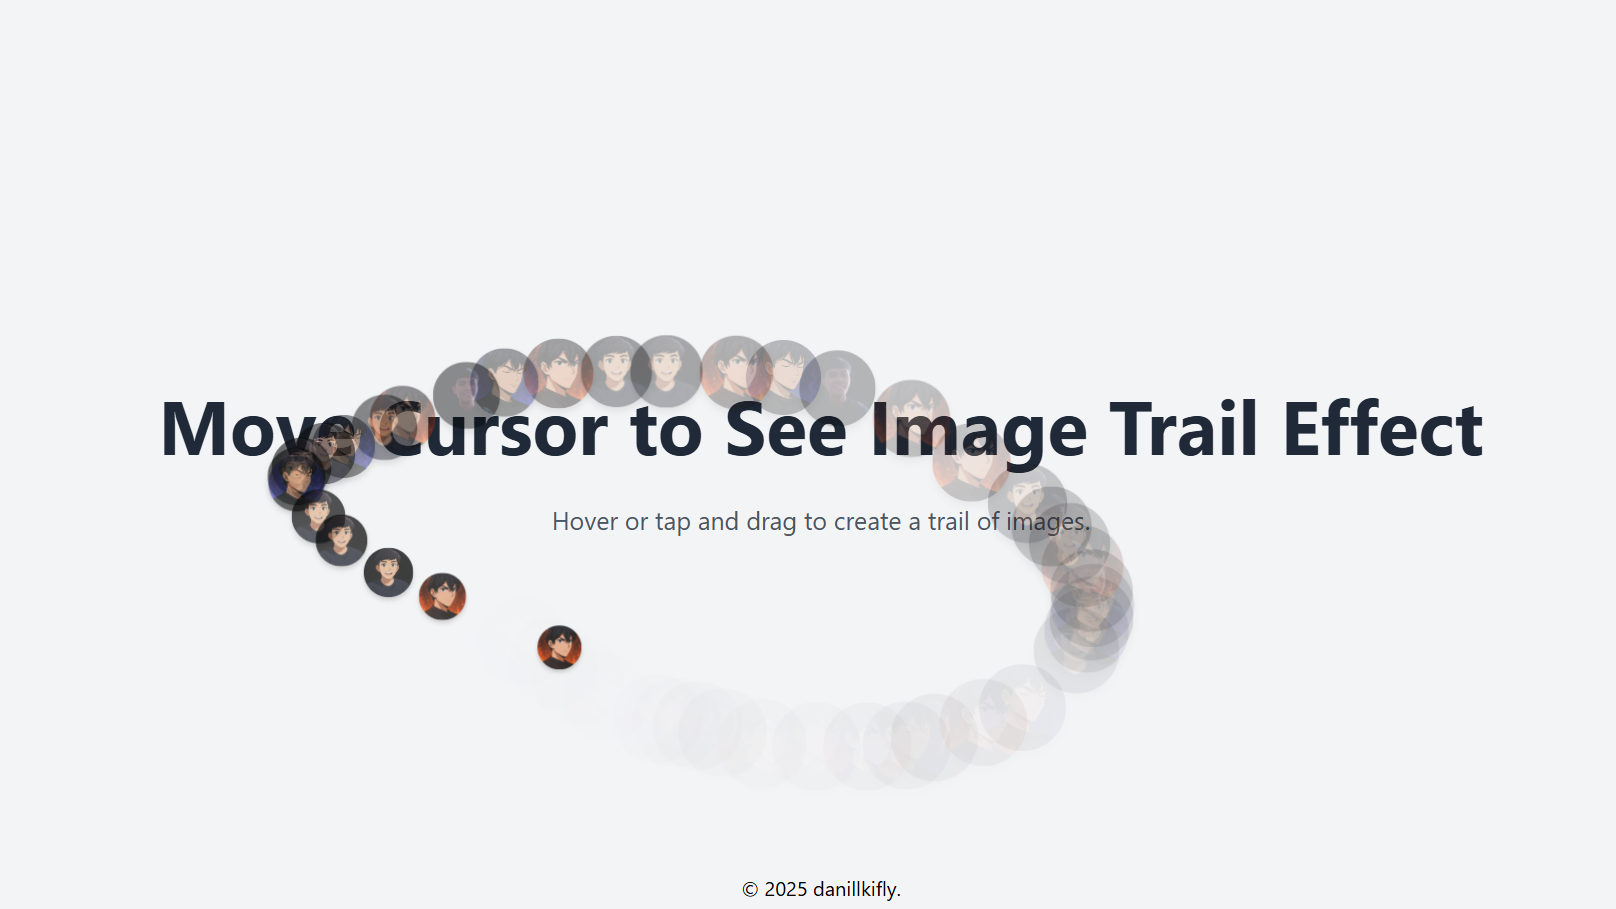 Move Cursor to See Image Trail Effect
Hover or tap and drag to create a trail of images.
© 2025 danillkifly.